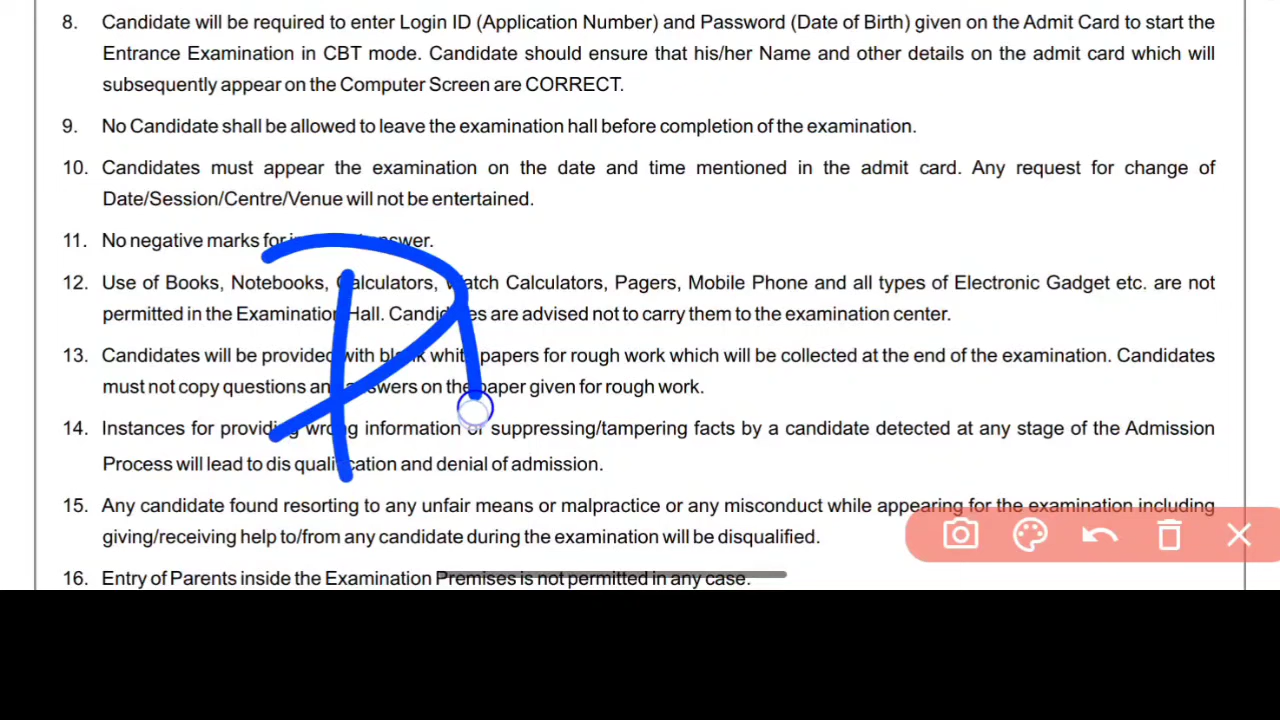 8. Candidate will be required to enter Login ID (Application Number) and Password (Date of Birth) given on the Admit Card to start the
Entrance Examination in CBT mode. Candidate should ensure that his/her Name and other details on the admit card which will
subsequently appear on the Computer Screen are CORRECT.
9. No Candidate shall be allowed to leave the examination hall before completion of the examination.
10. Candidates must appear the examination on the date and time mentioned in the admit card. Any request for change of
Date/Session/Centre/Venue will not be entertained.
11. No negative marks for answer.
12. Use of Books, Notebooks, Calculators, Watch Calculators, Pagers, Mobile Phone and all types of Electronic Gadget etc. are not
permitted in the Examination Hall. Candidates are advised not to carry them to the examination center.
13. Candidates will be provided with blank white papers for rough work which will be collected at the end of the examination. Candidates
must not copy questions and answers on the paper given for rough work.
14. Instances for providing wrong information or suppressing/tampering facts by a candidate detected at any stage of the Admission
Process will lead to dis qualification and denial of admission.
15. Any candidate found resorting to any unfair means or malpractice or any misconduct while appearing for the examination including
giving/receiving help to/from any candidate during the examination will be disqualified.
16. Entry of Parents inside the Examination Premises is not permitted in any case.